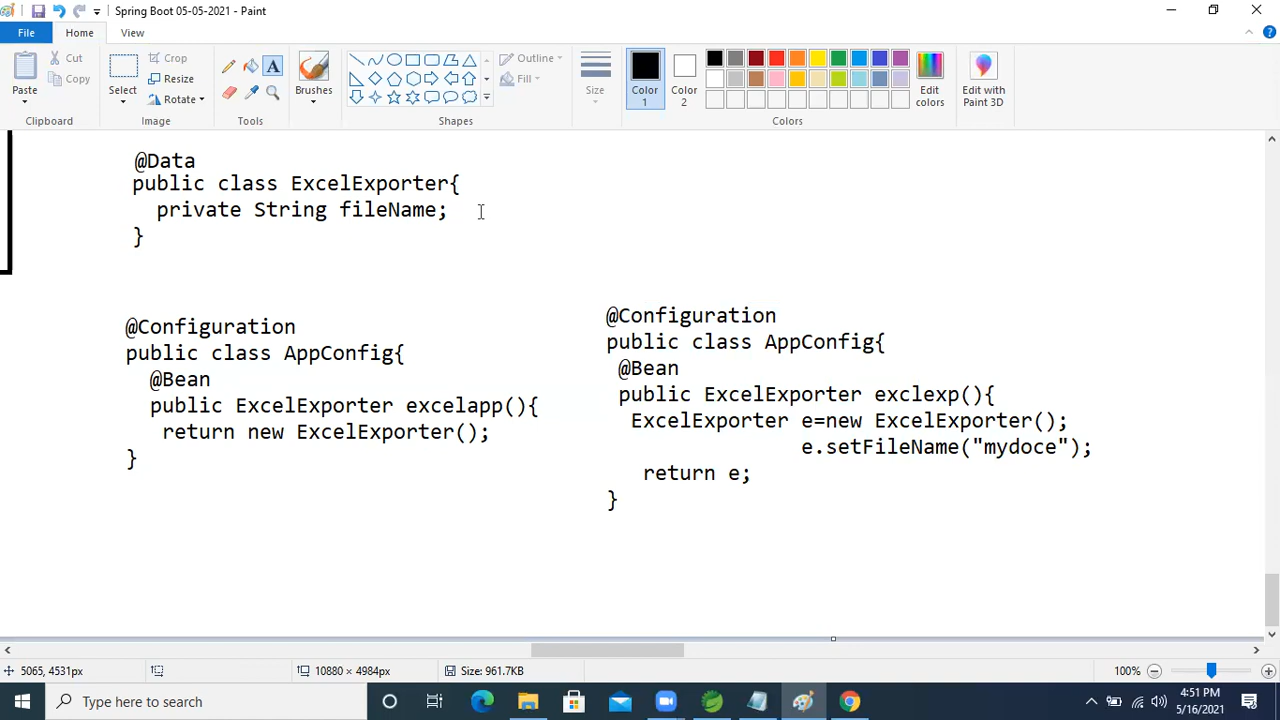 Spring Boot 05-05-2021 - Paint
File
Home
View
Paste
Cut
Copy
Clipboard
Select
Crop
Resize
Rotate
Image
A
Tools
Brushes
Outline
Fill
Shapes
Size
Color 1
Color 2
Edit colors
Colors
Edit with Paint 3D
@Data
public class ExcelExporter{
private String fileName;
}
@Configuration
public class AppConfig{
@Bean
public ExcelExporter excelapp(){
return new ExcelExporter();
}
@Configuration
public class AppConfig{
@Bean
public ExcelExporter exclexp(){
ExcelExporter e=new ExcelExporter();
e.setFileName("mydoce");
return e;
}
5065, 4531px
10880 × 4984px
Size: 961.7KB
100%
Type here to search
4:51 PM
5/16/2021